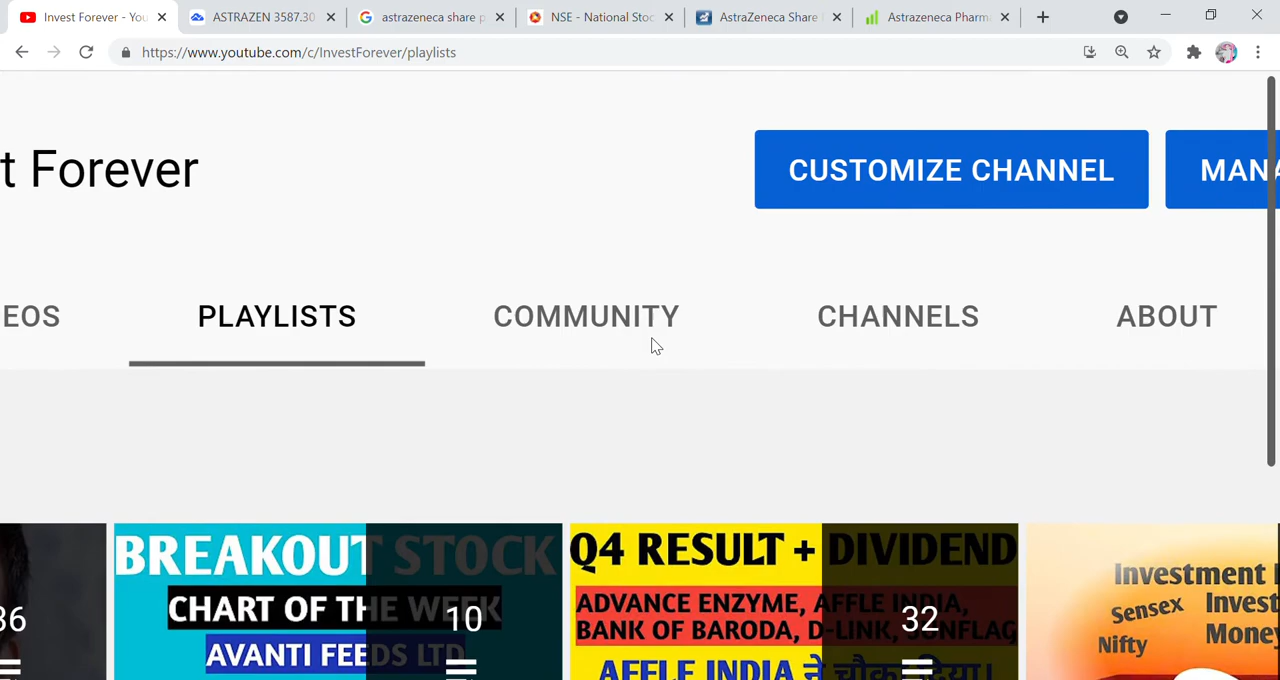 Invest Forever - You
ASTRAZEN 3587.30
astrazeneca share p
NSE - National Stoc
AstraZeneca Share
Astrazeneca Pharm
https://www.youtube.com/c/InvestForever/playlists
t Forever
CUSTOMIZE CHANNEL
MANA
EOS
PLAYLISTS
COMMUNITY
CHANNELS
ABOUT
36
BREAKOUT STOCK
CHART OF THE WEEK
10
AVANTI FEEDS LTD
Q4 RESULT + DIVIDEND
ADVANCE ENZYME, AFFLE INDIA,
32
BANK OF BARODA, D-LINK, SUNFLAG
AFFLE INDIA ने चौंका दिया।
Investment
Sensex
Invest
Nifty
Money